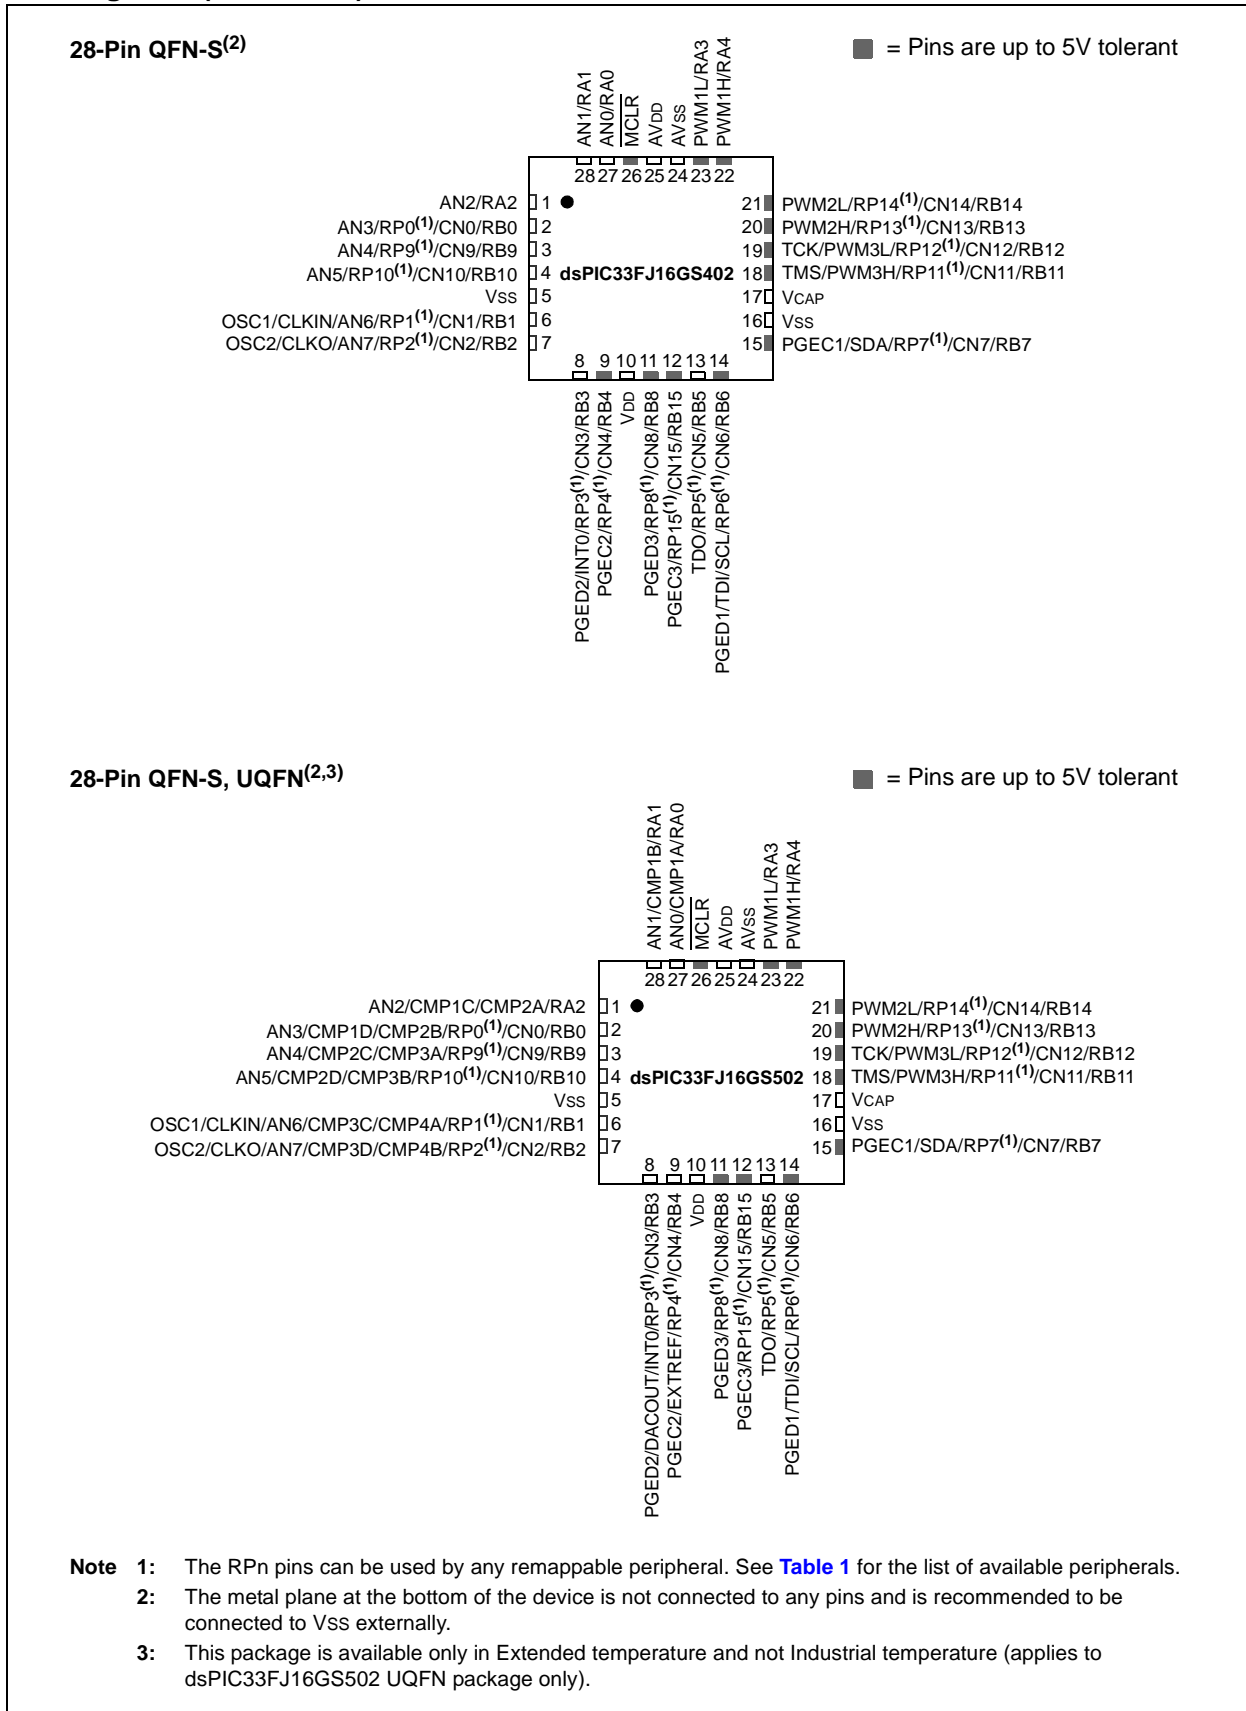 28-Pin QFN-S(2)
= Pins are up to 5V tolerant
AN1/RA1
AN0/RA0
MCLR
AVDD
AVSS
PWM1L/RA3
PWM1H/RA4
28 27 26 25 24 23 22
AN2/RA2 1
AN3/RP0(1)/CN0/RB0 2
AN4/RP9(1)/CN9/RB9 3
AN5/RP10(1)/CN10/RB10 4
VSS 5
OSC1/CLKIN/AN6/RP1(1)/CN1/RB1 6
OSC2/CLKO/AN7/RP2(1)/CN2/RB2 7
dsPIC33FJ16GS402
21 PWM2L/RP14(1)/CN14/RB14
20 PWM2H/RP13(1)/CN13/RB13
19 TCK/PWM3L/RP12(1)/CN12/RB12
18 TMS/PWM3H/RP11(1)/CN11/RB11
17 VCAP
16 VSS
15 PGEC1/SDA/RP7(1)/CN7/RB7
8 9 10 11 12 13 14
PGED2/INT0/RP3(1)/CN3/RB3
PGEC2/RP4(1)/CN4/RB4
VDD
PGED3/RP8(1)/CN8/RB8
PGEC3/RP15(1)/CN15/RB15
TDO/RP5(1)/CN5/RB5
PGED1/TDI/SCL/RP6(1)/CN6/RB6
28-Pin QFN-S, UQFN(2,3)
= Pins are up to 5V tolerant
AN1/CMP1B/RA1
AN0/CMP1A/RA0
MCLR
AVDD
AVSS
PWM1L/RA3
PWM1H/RA4
28 27 26 25 24 23 22
AN2/CMP1C/CMP2A/RA2 1
AN3/CMP1D/CMP2B/RP0(1)/CN0/RB0 2
AN4/CMP2C/CMP3A/RP9(1)/CN9/RB9 3
AN5/CMP2D/CMP3B/RP10(1)/CN10/RB10 4
VSS 5
OSC1/CLKIN/AN6/CMP3C/CMP4A/RP1(1)/CN1/RB1 6
OSC2/CLKO/AN7/CMP3D/CMP4B/RP2(1)/CN2/RB2 7
dsPIC33FJ16GS502
21 PWM2L/RP14(1)/CN14/RB14
20 PWM2H/RP13(1)/CN13/RB13
19 TCK/PWM3L/RP12(1)/CN12/RB12
18 TMS/PWM3H/RP11(1)/CN11/RB11
17 VCAP
16 VSS
15 PGEC1/SDA/RP7(1)/CN7/RB7
8 9 10 11 12 13 14
PGED2/DACOUT/INT0/RP3(1)/CN3/RB3
PGEC2/EXTREF/RP4(1)/CN4/RB4
VDD
PGED3/RP8(1)/CN8/RB8
PGEC3/RP15(1)/CN15/RB15
TDO/RP5(1)/CN5/RB5
PGED1/TDI/SCL/RP6(1)/CN6/RB6
Note 1: The RPn pins can be used by any remappable peripheral. See Table 1 for the list of available peripherals.
2: The metal plane at the bottom of the device is not connected to any pins and is recommended to be
connected to VSS externally.
3: This package is available only in Extended temperature and not Industrial temperature (applies to
dsPIC33FJ16GS502 UQFN package only).